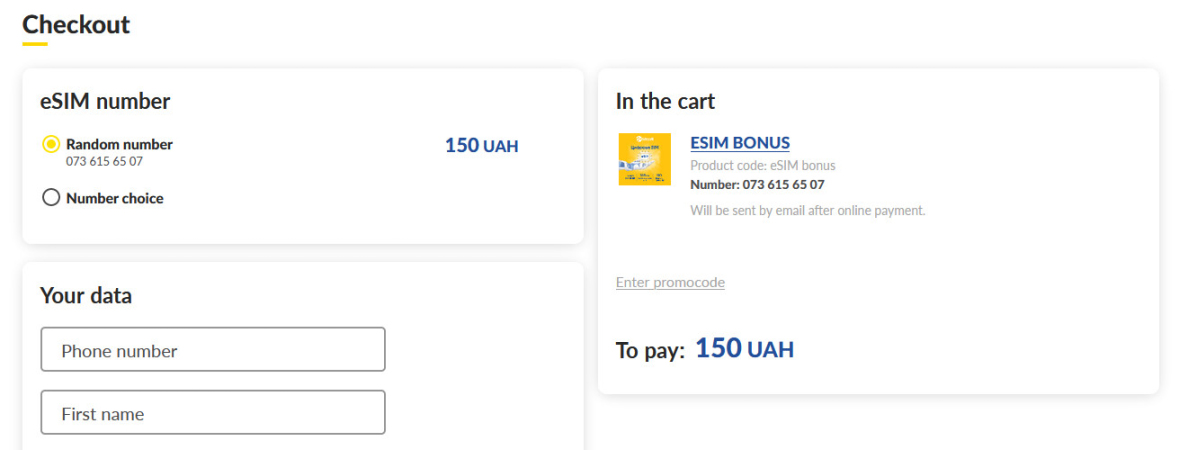 Checkout
eSIM number
Random number
150 UAH
073 615 65 07
Number choice
Your data
Phone number
First name
In the cart
ESIM BONUS
Product code: eSIM bonus
Number: 073 615 65 07
Will be sent by email after online payment.
Enter promocode
To pay: 150 UAH